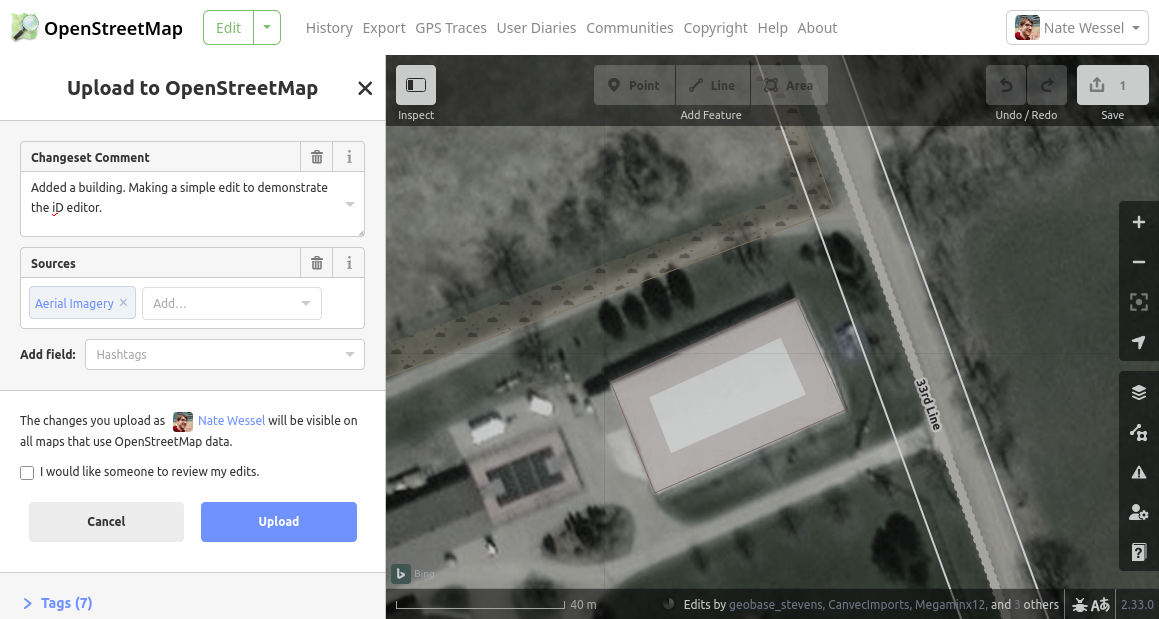 OpenStreetMap
Edit
History Export GPS Traces User Diaries Communities Copyright Help About
Nate Wessel
Upload to OpenStreetMap
Changeset Comment
Added a building. Making a simple edit to demonstrate
the iD editor.
Sources
Aerial Imagery ×
Add...
Add field:
Hashtags
The changes you upload as Nate Wessel will be visible on
all maps that use OpenStreetMap data.
I would like someone to review my edits.
Cancel
Upload
Tags (7)
Inspect
Point
Line
Area
Add Feature
Undo / Redo
1
Save
33rd Line
Bing
40 m
Edits by geobase_stevens, CanvecImports, Megaminx12, and 3 others
2.33.0